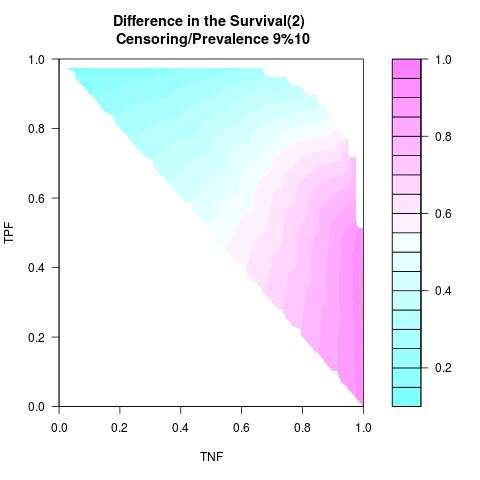 Difference in the Survival(2)
Censoring/Prevalence 9%10
1.0
0.8
0.6
0.4
0.2
0.0
TPF
0.0 0.2 0.4 0.6 0.8 1.0
TNF
1.0
0.8
0.6
0.4
0.2